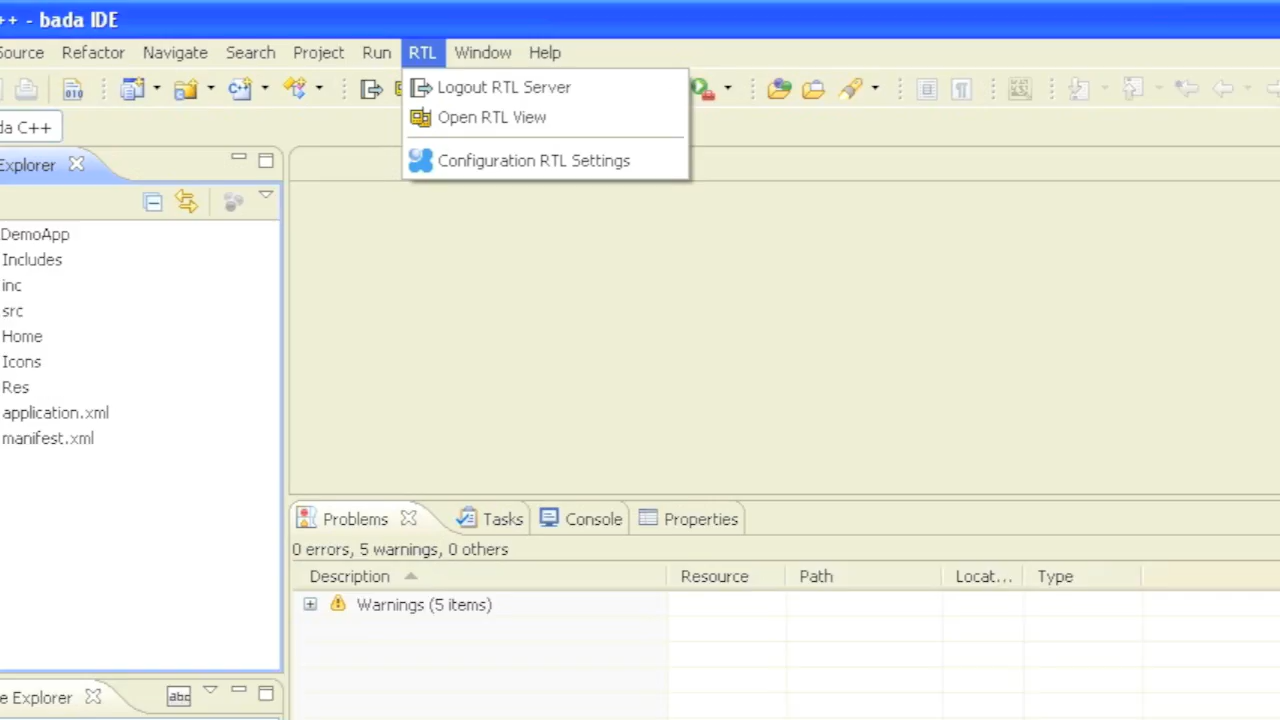 ++ - bada IDE
Source Refactor Navigate Search Project Run RTL Window Help
Logout RTL Server
Open RTL View
Configuration RTL Settings
010
da C++
Explorer
DemoApp
Includes
inc
src
Home
Icons
Res
application.xml
manifest.xml
Problems Tasks Console Properties
0 errors, 5 warnings, 0 others
Description Resource Path Locat... Type
Warnings (5 items)
e Explorer abc